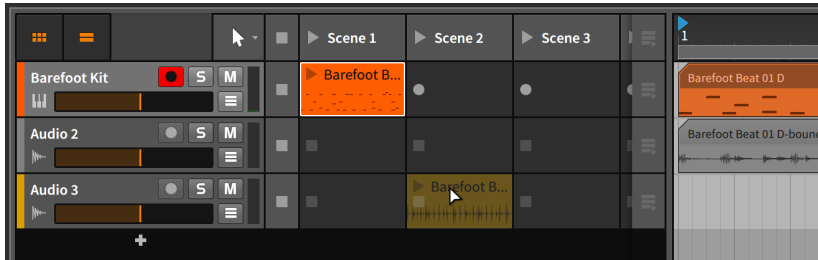 Scene 1
Scene 2
Scene 3
1
Barefoot Kit
S
M
Barefoot B...
Barefoot Beat 01 D
Audio 2
S
M
Barefoot Beat 01 D-boun
Audio 3
S
M
Barefoot B...